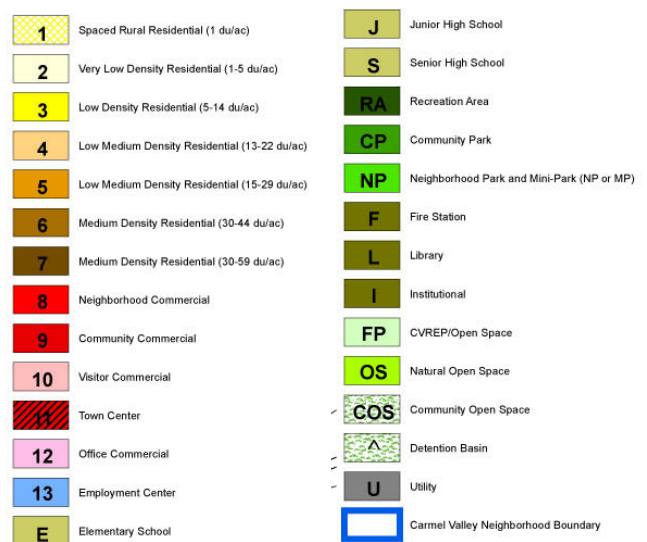 1 Spaced Rural Residential (1 du/ac)
2 Very Low Density Residential (1-5 du/ac)
3 Low Density Residential (5-14 du/ac)
4 Low Medium Density Residential (13-22 du/ac)
5 Low Medium Density Residential (15-29 du/ac)
6 Medium Density Residential (30-44 du/ac)
7 Medium Density Residential (30-59 du/ac)
8 Neighborhood Commercial
9 Community Commercial
10 Visitor Commercial
11 Town Center
12 Office Commercial
13 Employment Center
E Elementary School
J Junior High School
S Senior High School
RA Recreation Area
CP Community Park
NP Neighborhood Park and Mini-Park (NP or MP)
F Fire Station
L Library
I Institutional
FP CVREP/Open Space
OS Natural Open Space
COS Community Open Space
^ Detention Basin
U Utility
Carmel Valley Neighborhood Boundary